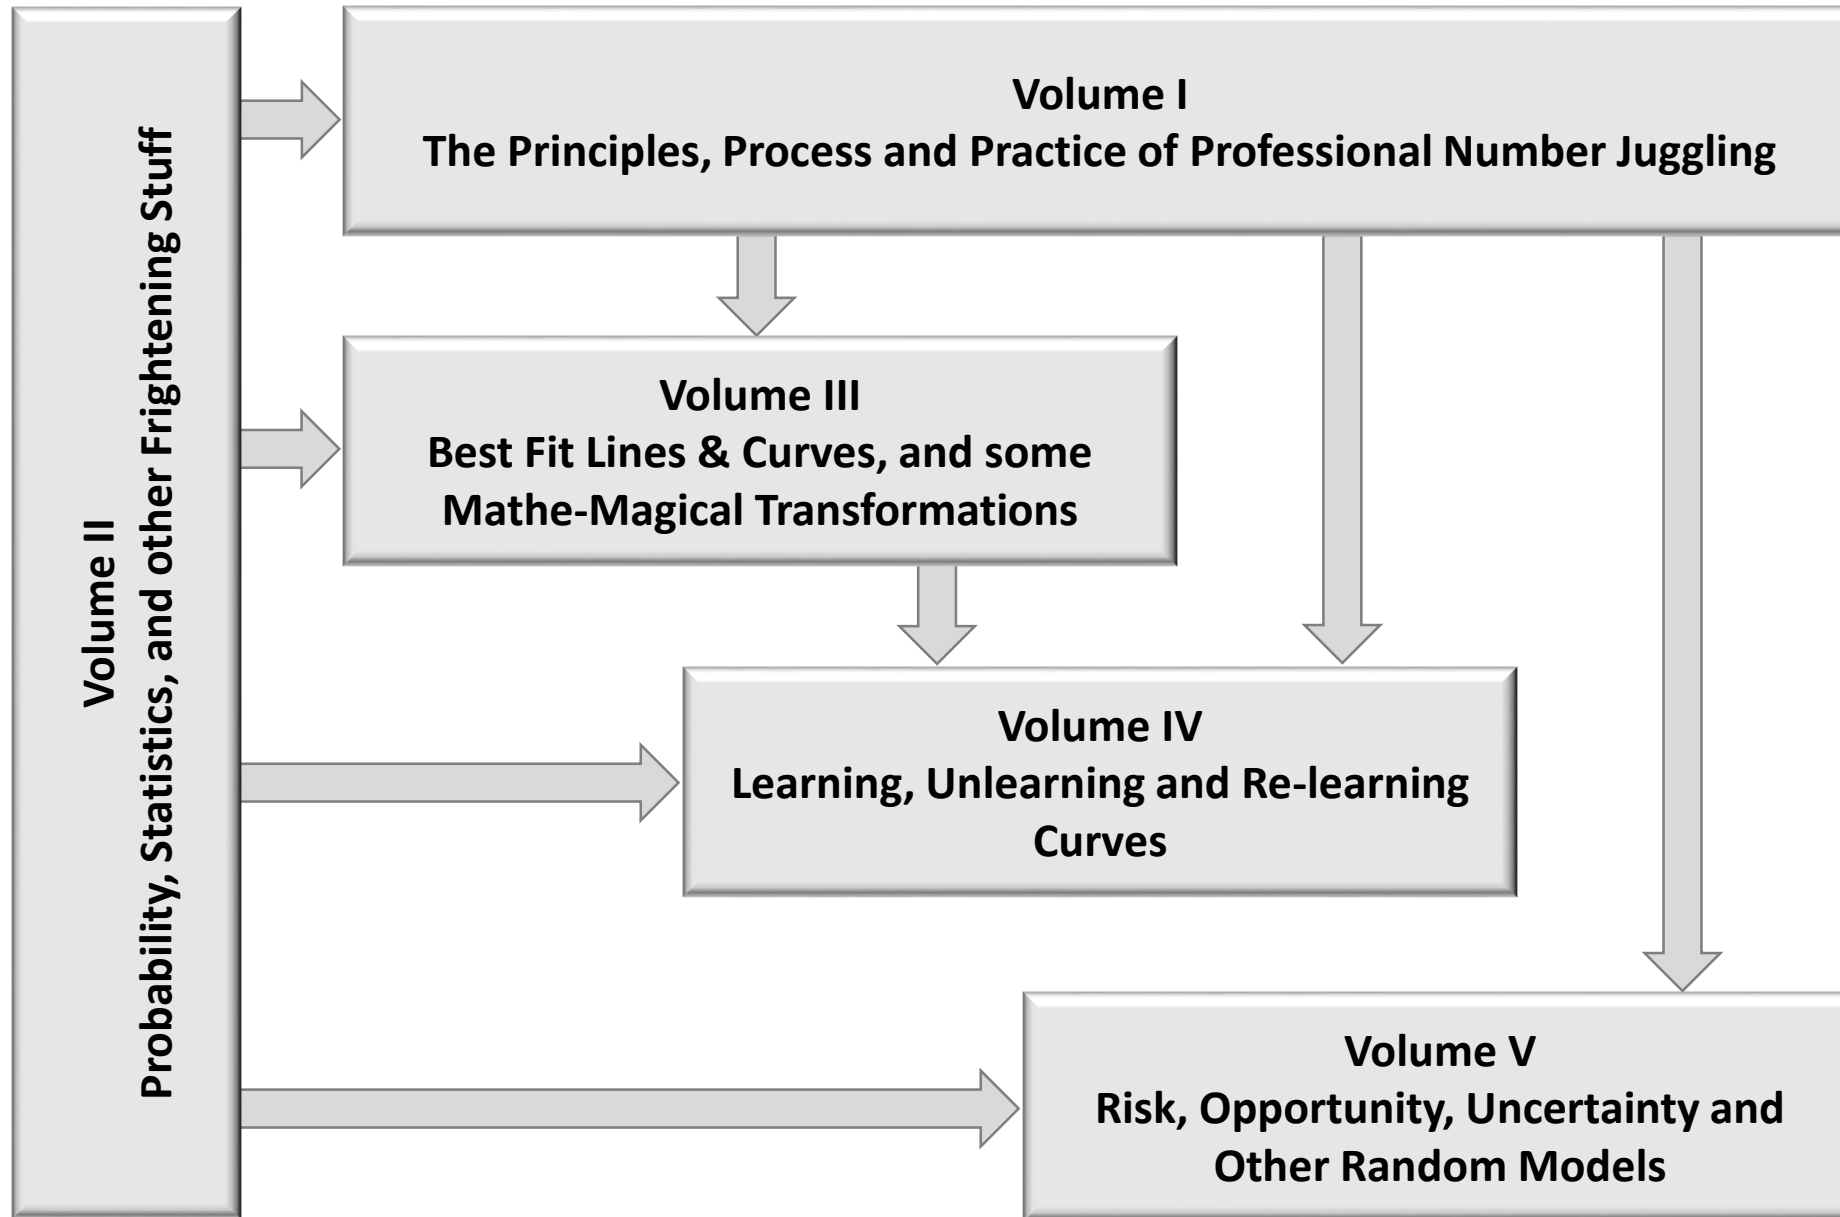 Volume II
Probability, Statistics, and other Frightening Stuff
Volume I
The Principles, Process and Practice of Professional Number Juggling
Volume III
Best Fit Lines & Curves, and some
Mathe-Magical Transformations
Volume IV
Learning, Unlearning and Re-learning
Curves
Volume V
Risk, Opportunity, Uncertainty and
Other Random Models